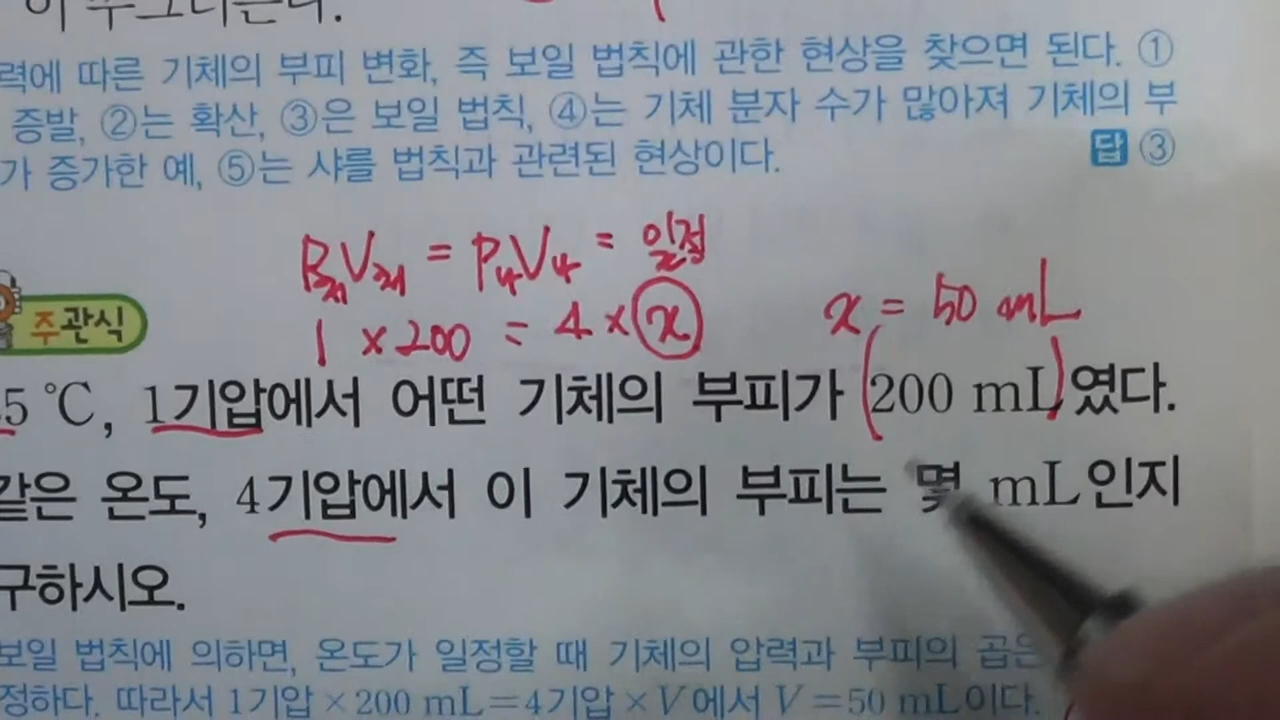 력에 따른 기체의 부피 변화, 즉 보일 법칙에 관한 현상을 찾으면 된다. ①
증발, ②는 확산, ③은 보일 법칙, ④는 기체 분자 수가 많아져 기체의 부
가 증가한 예, ⑤는 샤를 법칙과 관련된 현상이다. 답 ③
P처V처 = P나V나 = 일정
1 × 200 = 4 × x
x = 50 mL
주관식
5 ℃, 1기압에서 어떤 기체의 부피가 (200 mL)였다.
같은 온도, 4기압에서 이 기체의 부피는 몇 mL인지
구하시오.
보일 법칙에 의하면, 온도가 일정할 때 기체의 압력과 부피의 곱은
정하다. 따라서 1기압×200 mL=4기압×V에서 V=50 mL이다.